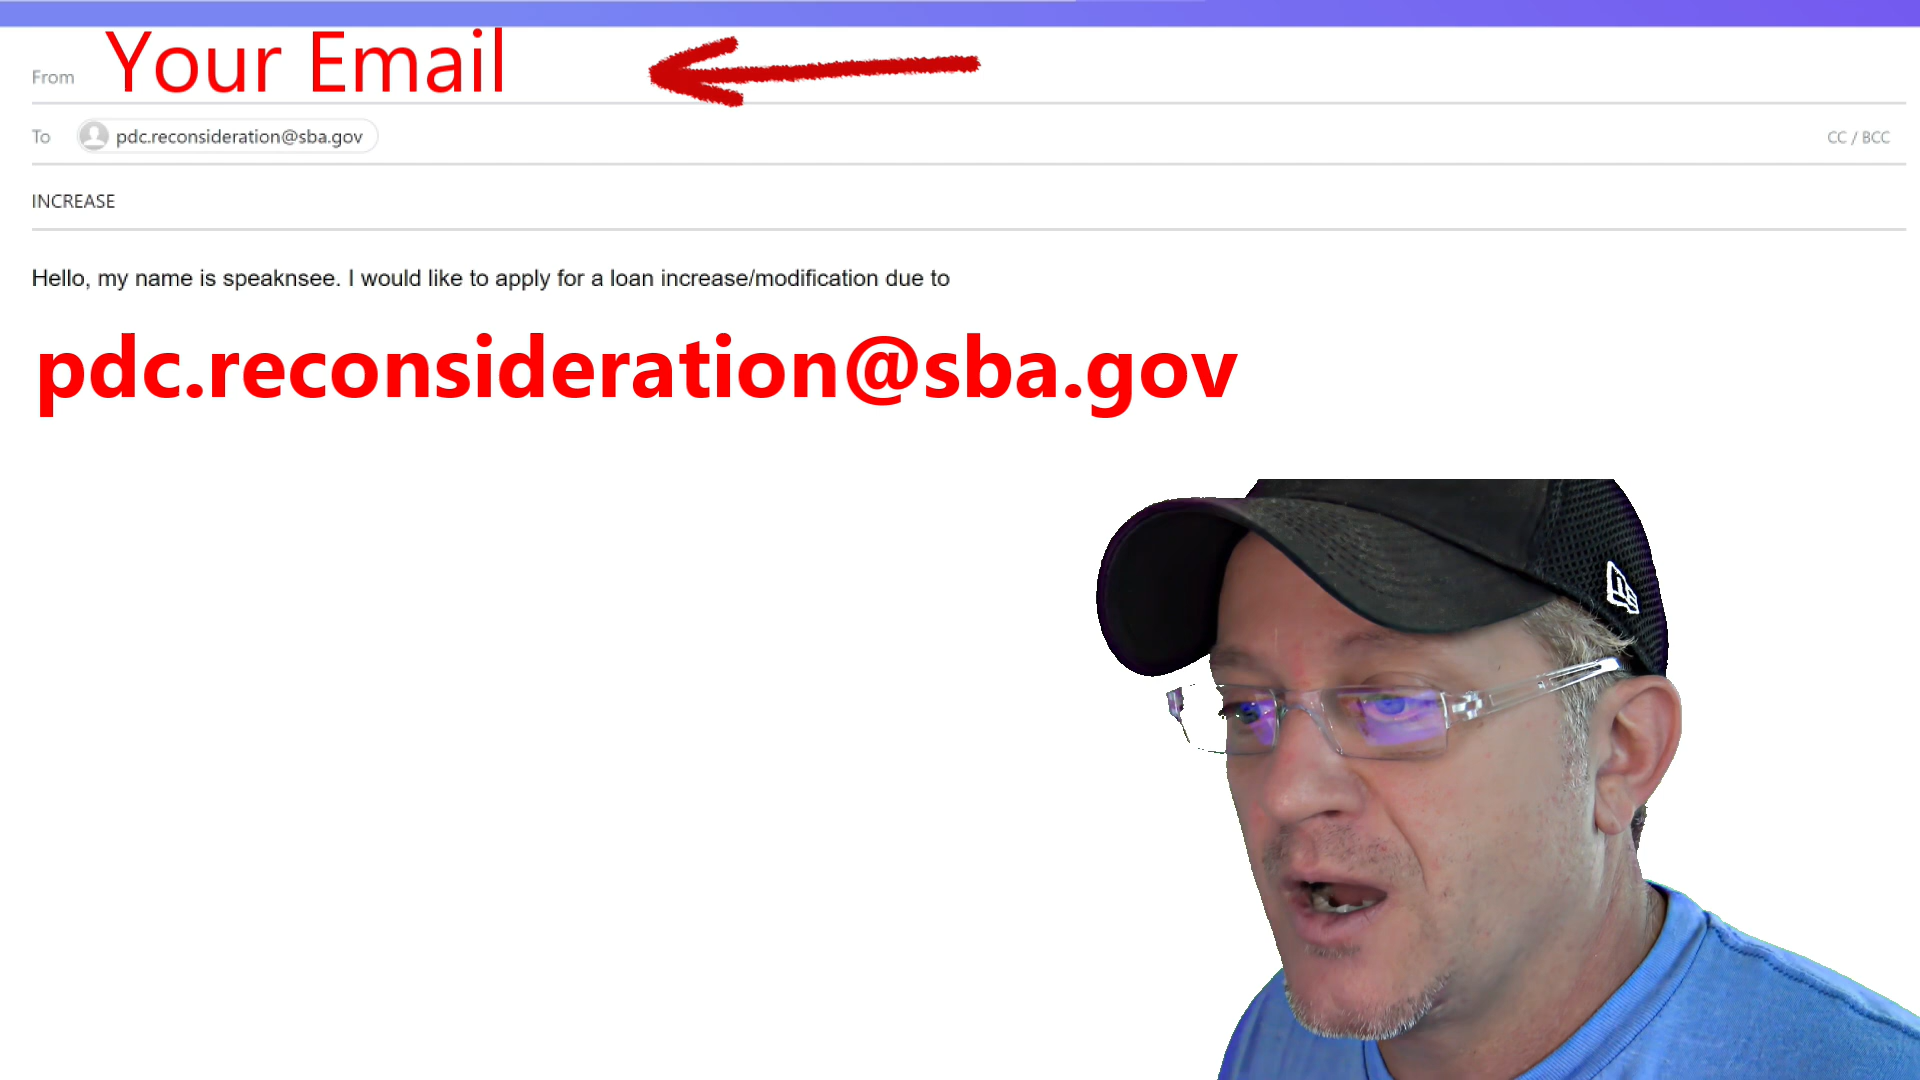 From Your Email
To pdc.reconsideration@sba.gov CC / BCC
INCREASE
Hello, my name is speaknsee. I would like to apply for a loan increase/modification due to
pdc.reconsideration@sba.gov